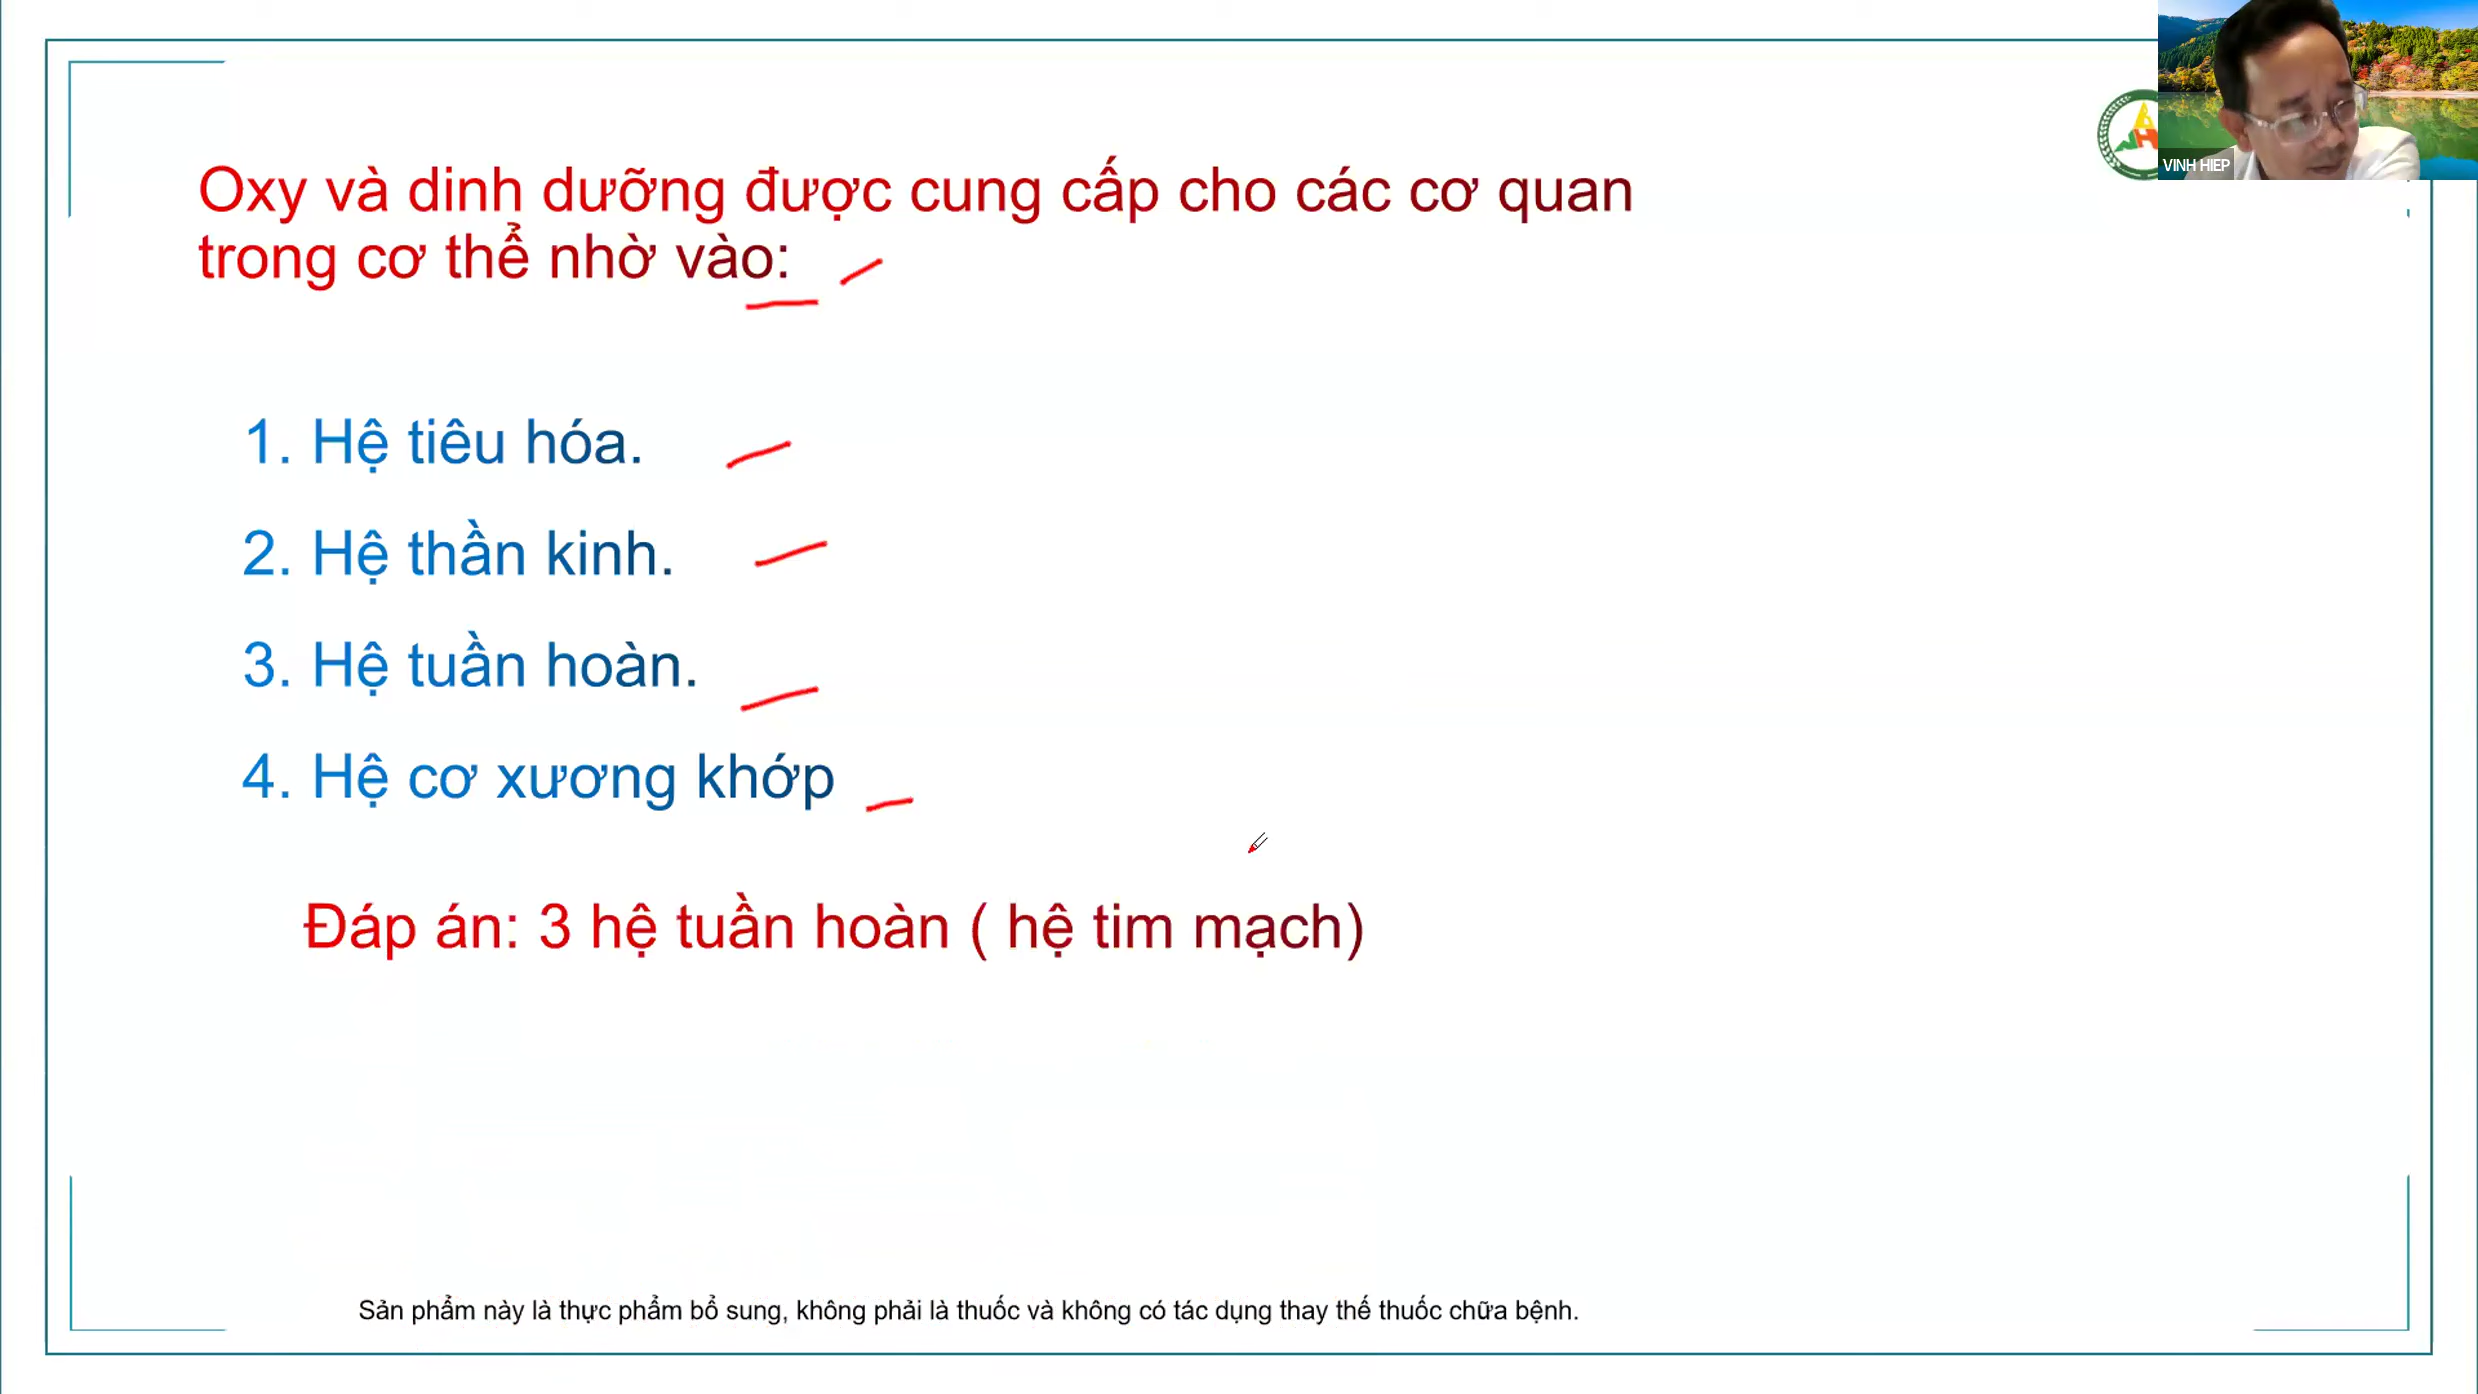 Oxy và dinh dưỡng được cung cấp cho các cơ quan
trong cơ thể nhờ vào:
1. Hệ tiêu hóa.
2. Hệ thần kinh.
3. Hệ tuần hoàn.
4. Hệ cơ xương khớp
Đáp án: 3 hệ tuần hoàn ( hệ tim mạch)
Sản phẩm này là thực phẩm bổ sung, không phải là thuốc và không có tác dụng thay thế thuốc chữa bệnh.
VINH HIEP